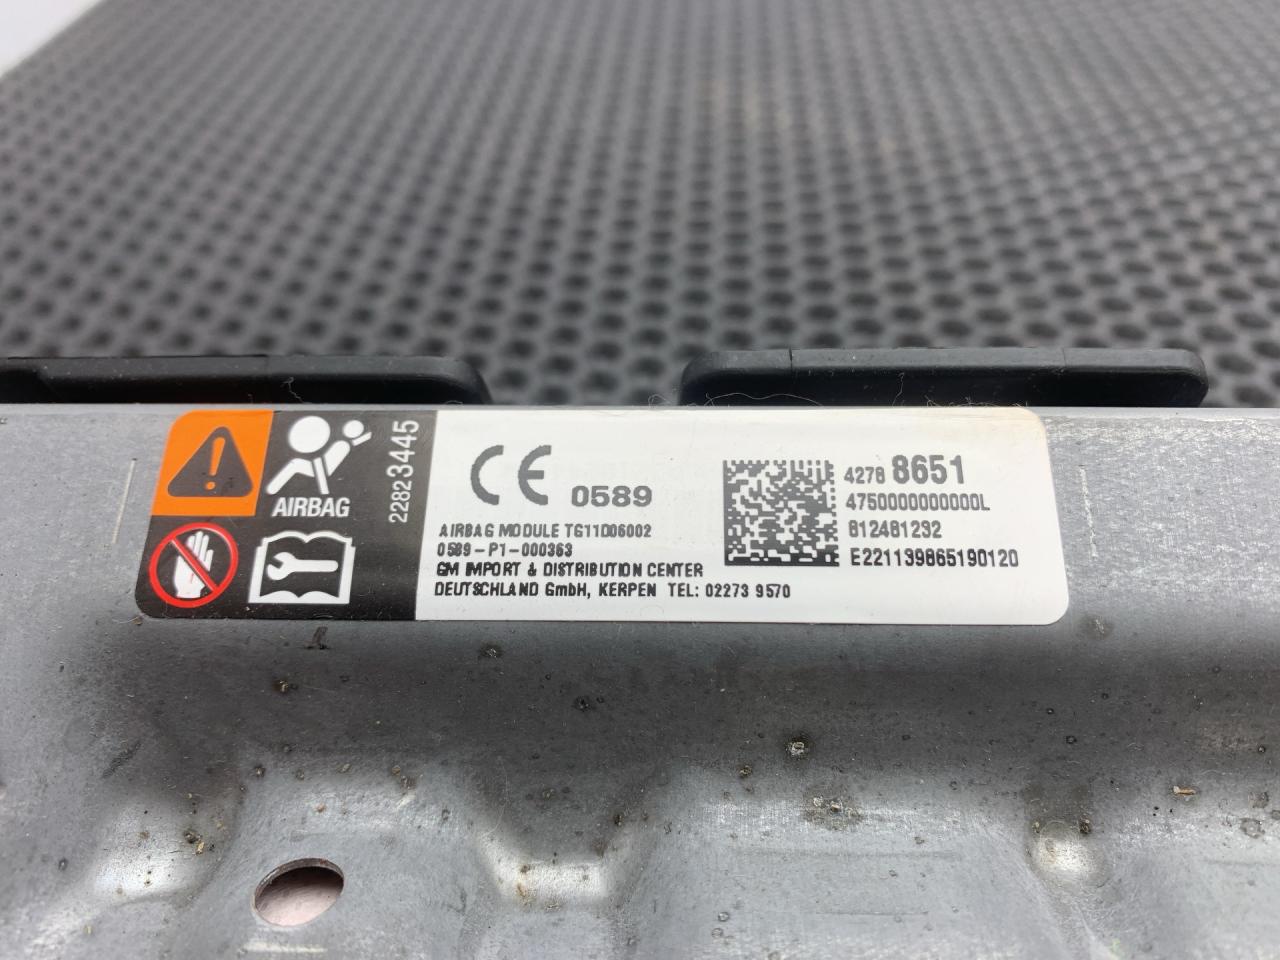 AIRBAG
22823445
CE 0589
AIRBAG MODULE TG11D06002
0589-P1-000363
GM IMPORT & DISTRIBUTION CENTER
DEUTSCHLAND GmbH, KERPEN TEL: 02273 9570
4278 8651
4750000000000L
812481232
E221139865190120